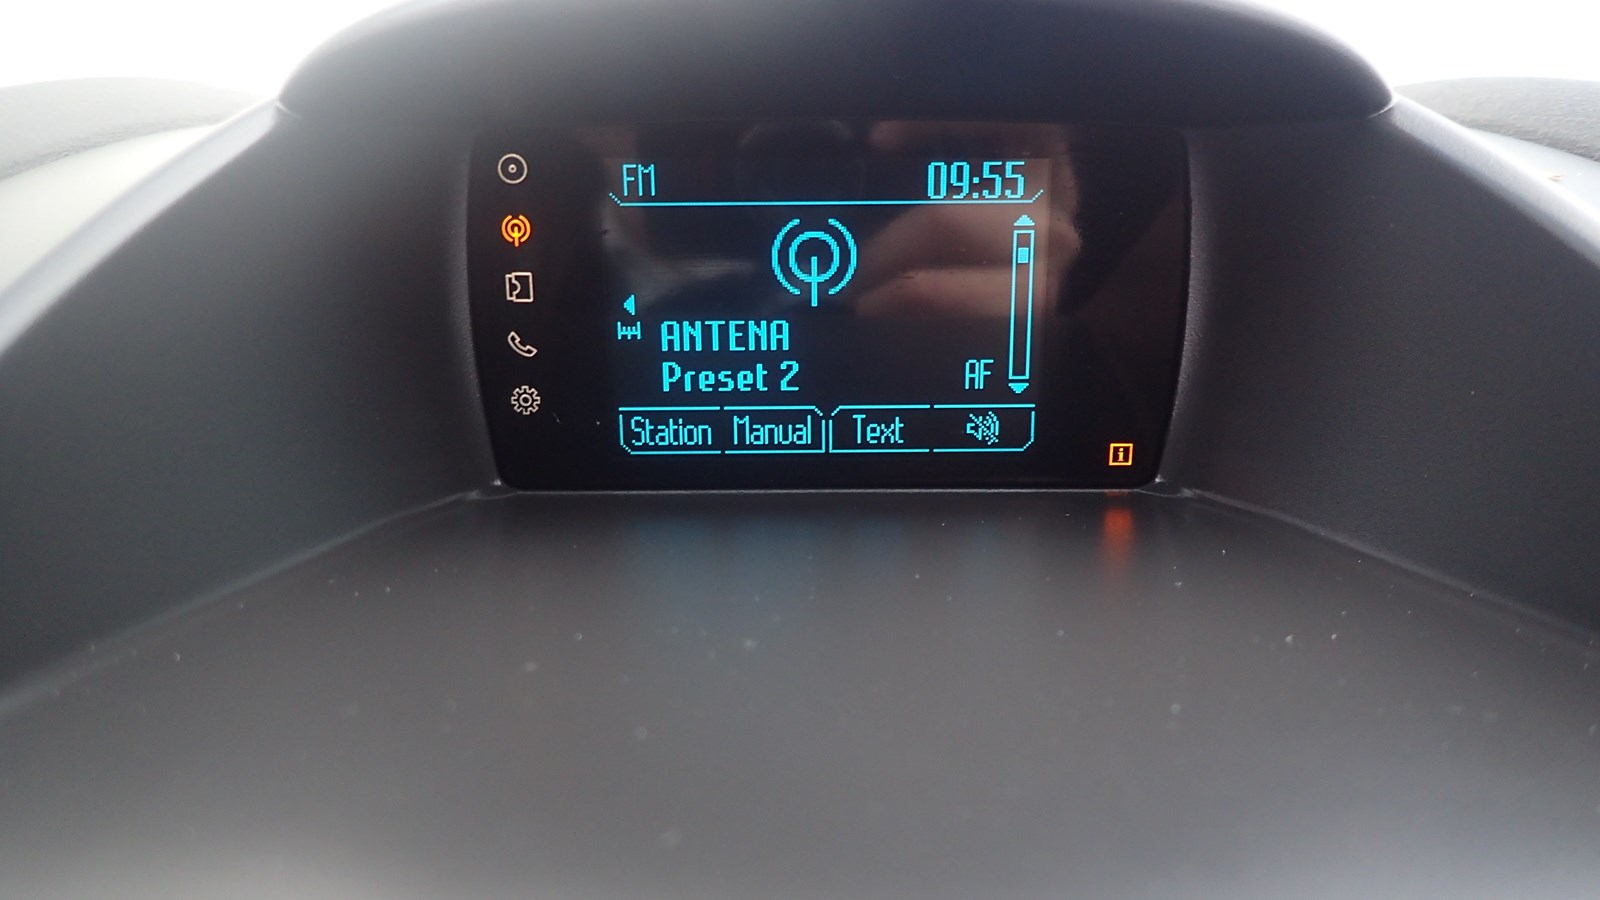 FM 09:55
ANTENA
Preset 2 AF
Station Manual Text
i